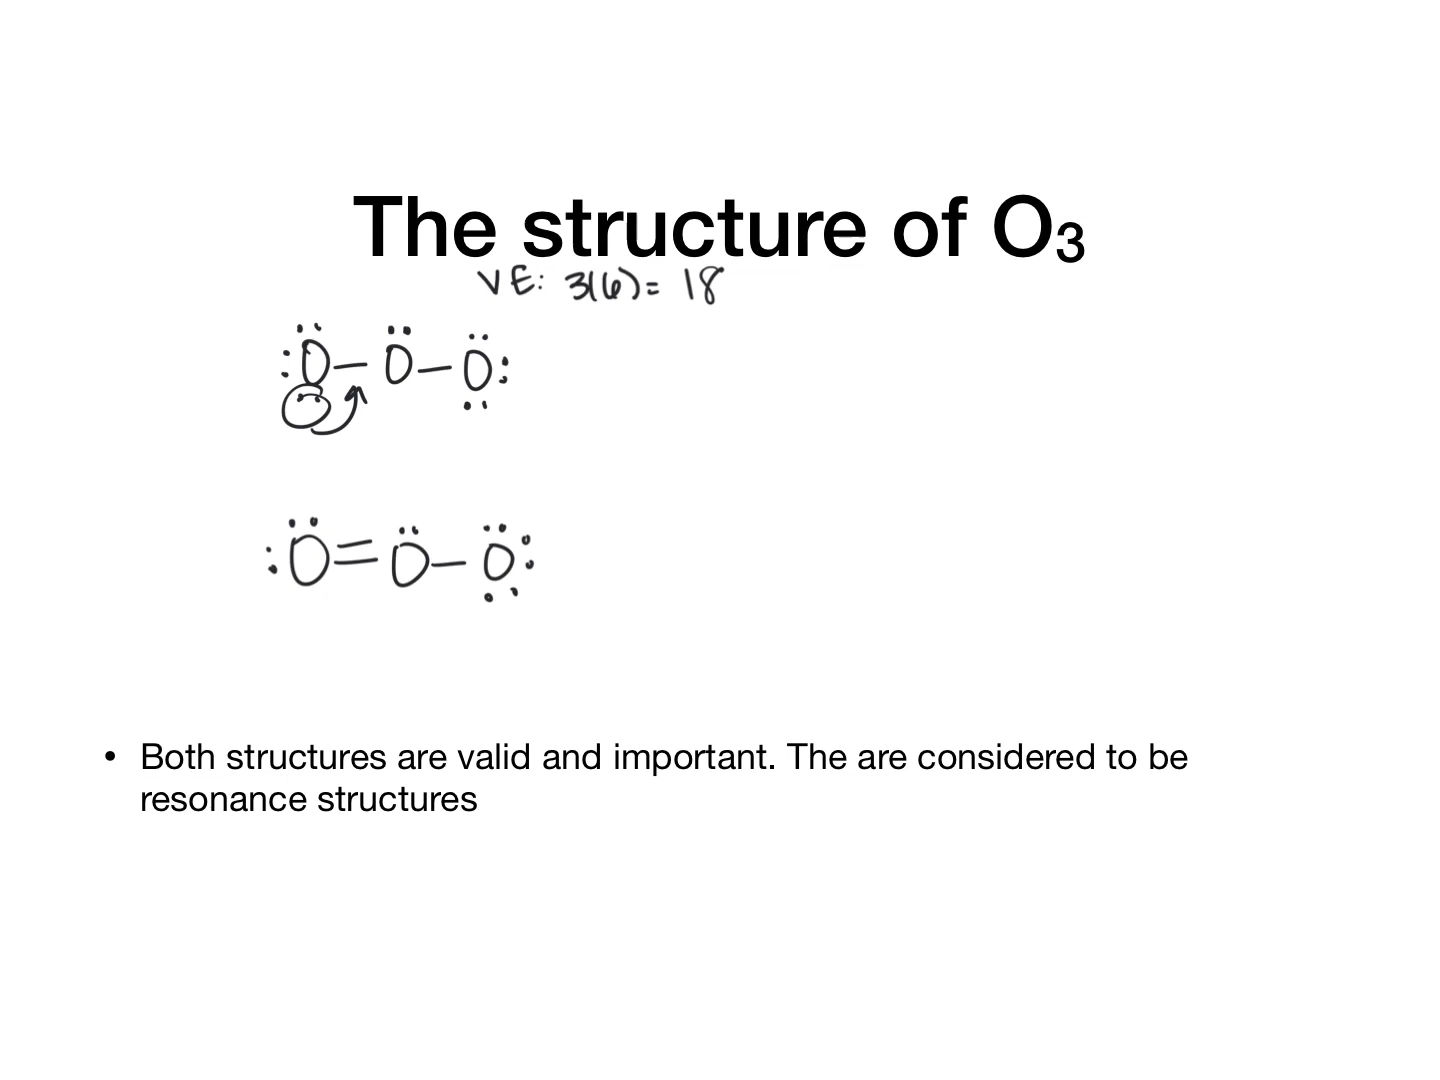 The structure of O₃
VE: 3(6)= 18
O – O – O
O = O – O
• Both structures are valid and important. The are considered to be
resonance structures